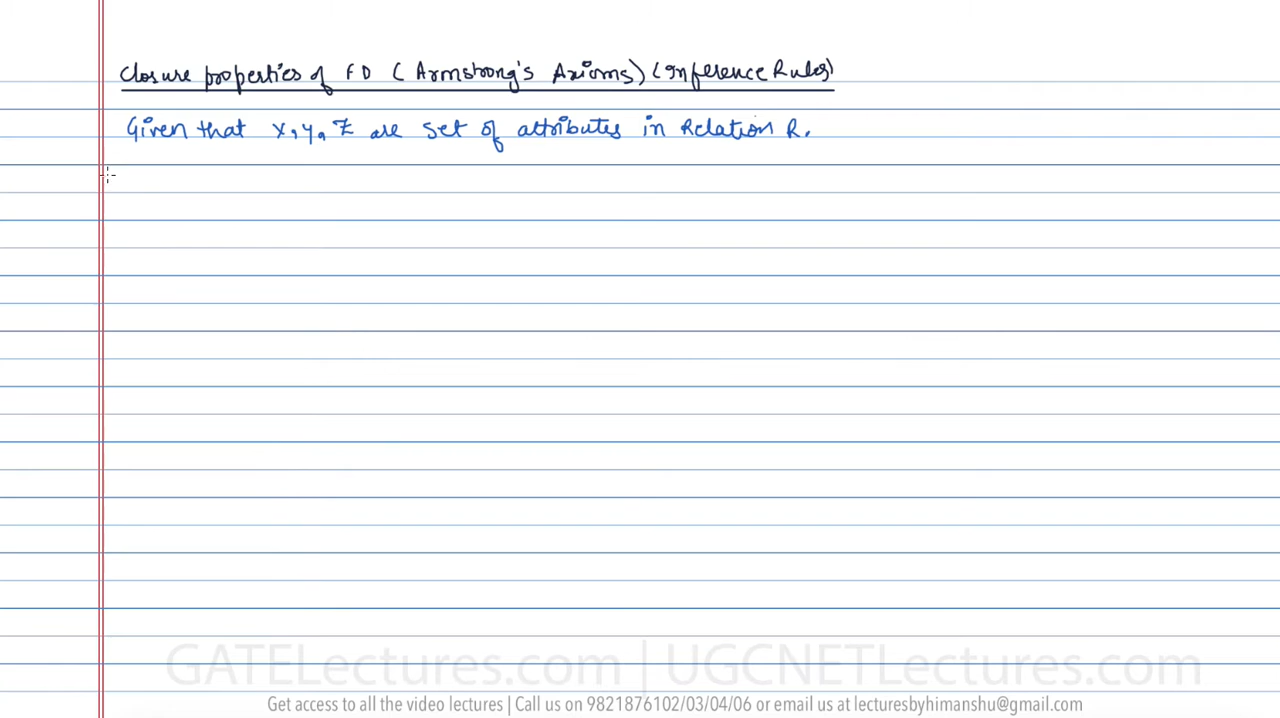 Closure properties of FD (Armstrong's Axioms) (Inference Rules)
Given that X, Y, Z are set of attributes in Relation R.
GATELectures.com | UGCNETLectures.com
Get access to all the video lectures | Call us on 9821876102/03/04/06 or email us at lecturesbyhimanshu@gmail.com